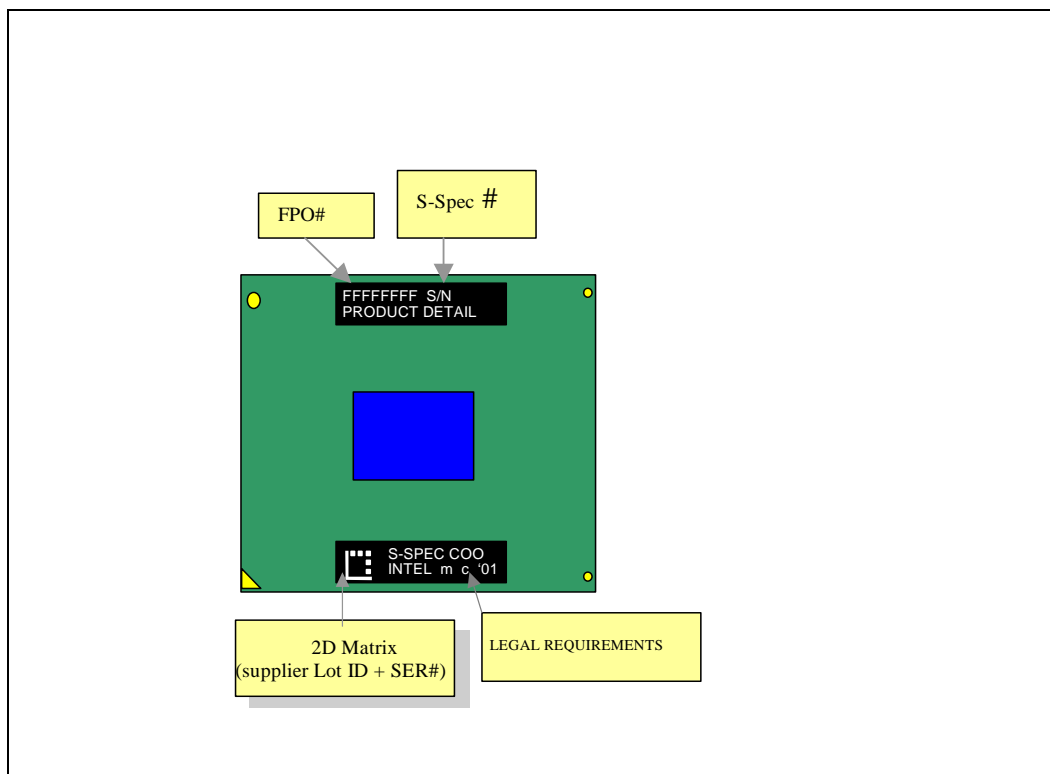 FPO#
S-Spec #
FFFFFFFF S/N
PRODUCT DETAIL
S-SPEC COO
INTEL m c '01
2D Matrix
(supplier Lot ID + SER#)
LEGAL REQUIREMENTS